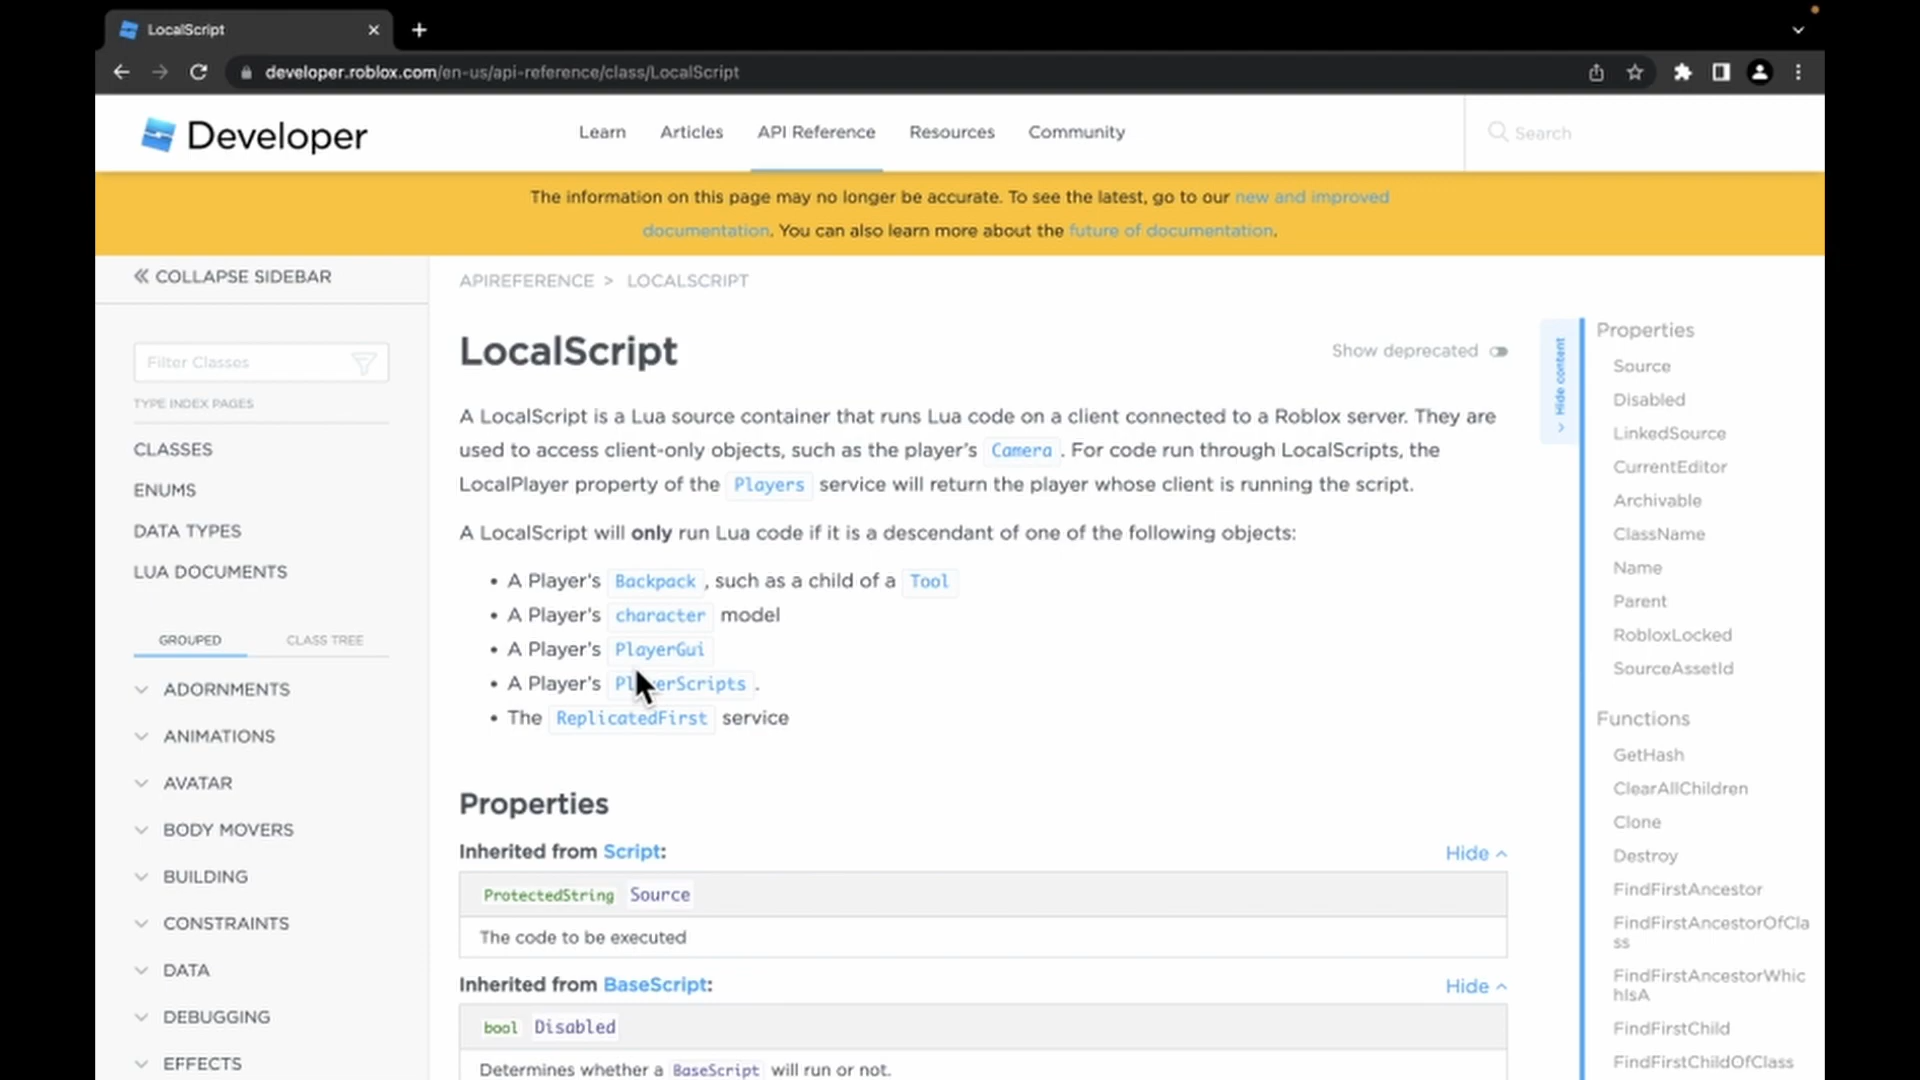 LocalScript
developer.roblox.com/en-us/api-reference/class/LocalScript
Developer
Learn
Articles
API Reference
Resources
Community
Search
The information on this page may no longer be accurate. To see the latest, go to our new and improved
documentation. You can also learn more about the future of documentation.
COLLAPSE SIDEBAR
Filter Classes
TYPE INDEX PAGES
CLASSES
ENUMS
DATA TYPES
LUA DOCUMENTS
GROUPED
CLASS TREE
ADORNMENTS
ANIMATIONS
AVATAR
BODY MOVERS
BUILDING
CONSTRAINTS
DATA
DEBUGGING
EFFECTS
APIREFERENCE > LOCALSCRIPT
LocalScript
Show deprecated
A LocalScript is a Lua source container that runs Lua code on a client connected to a Roblox server. They are
used to access client-only objects, such as the player's Camera . For code run through LocalScripts, the
LocalPlayer property of the Players service will return the player whose client is running the script.
A LocalScript will only run Lua code if it is a descendant of one of the following objects:
• A Player's Backpack , such as a child of a Tool
• A Player's character model
• A Player's PlayerGui
• A Player's PlayerScripts .
• The ReplicatedFirst service
Properties
Inherited from Script:
Hide
ProtectedString Source
The code to be executed
Inherited from BaseScript:
Hide
bool Disabled
Determines whether a BaseScript will run or not.
Hide content
Properties
Source
Disabled
LinkedSource
CurrentEditor
Archivable
ClassName
Name
Parent
RobloxLocked
SourceAssetId
Functions
GetHash
ClearAllChildren
Clone
Destroy
FindFirstAncestor
FindFirstAncestorOfCla
ss
FindFirstAncestorWhic
hIsA
FindFirstChild
FindFirstChildOfClass